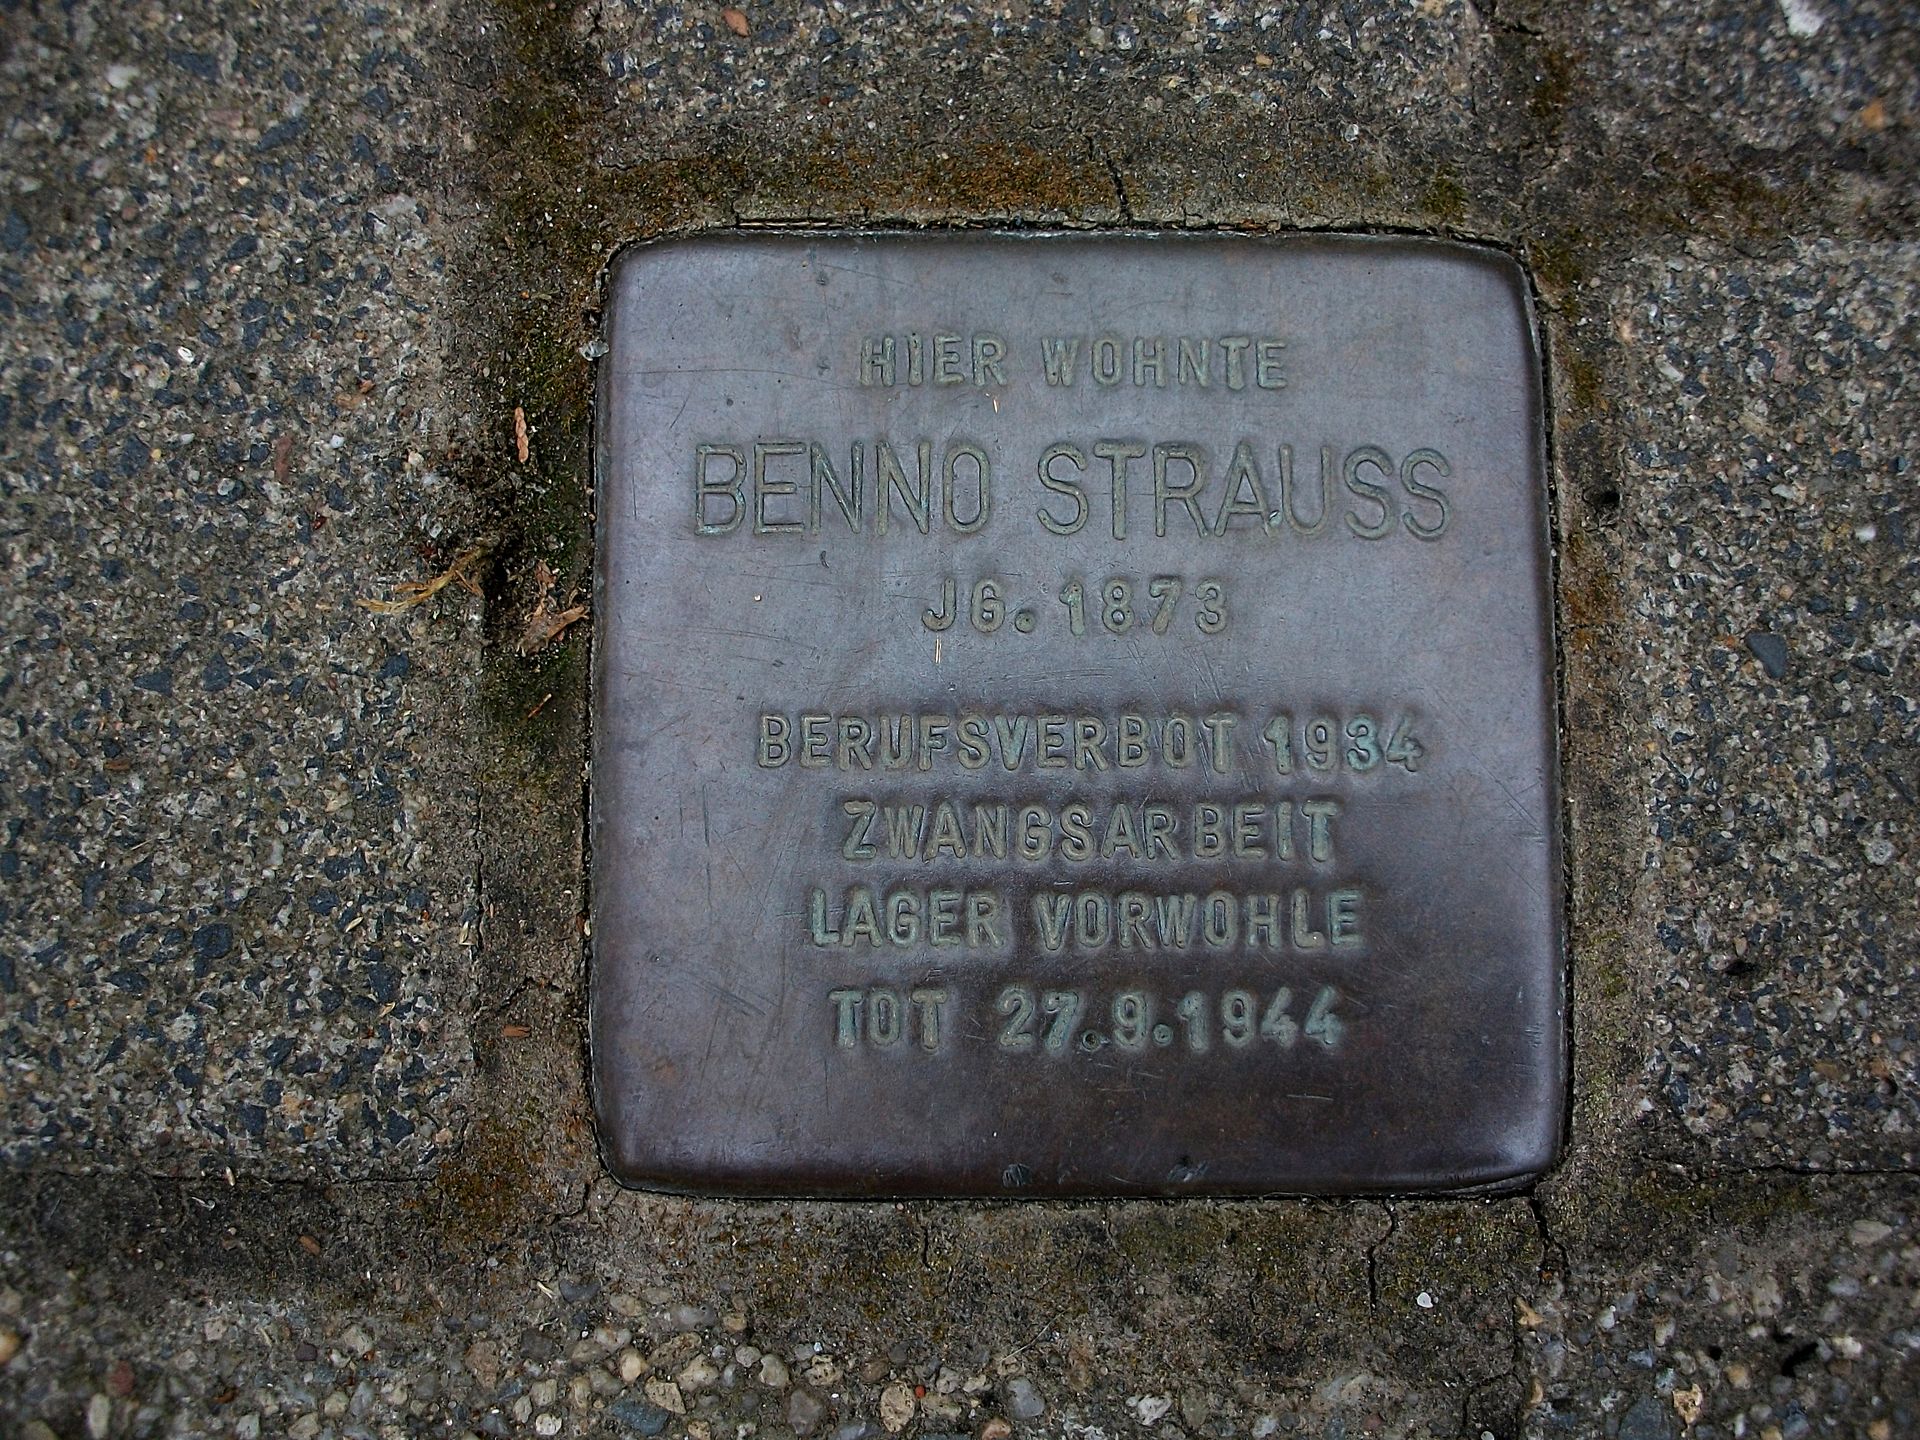 HIER WOHNTE
BENNO STRAUSS
JG. 1873
BERUFSVERBOT 1934
ZWANGSARBEIT
LAGER VORWOHLE
TOT 27.9.1944